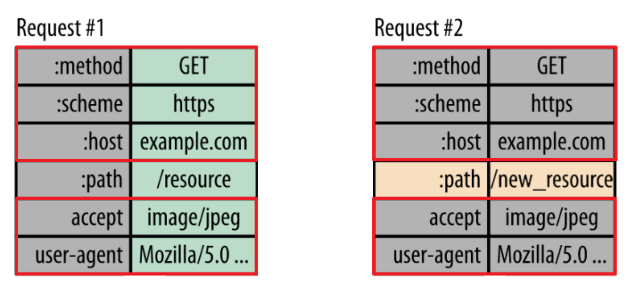 Request #1
:method GET
:scheme https
:host example.com
:path /resource
accept image/jpeg
user-agent Mozilla/5.0 ...
Request #2
:method GET
:scheme https
:host example.com
:path /new_resource
accept image/jpeg
user-agent Mozilla/5.0 ...